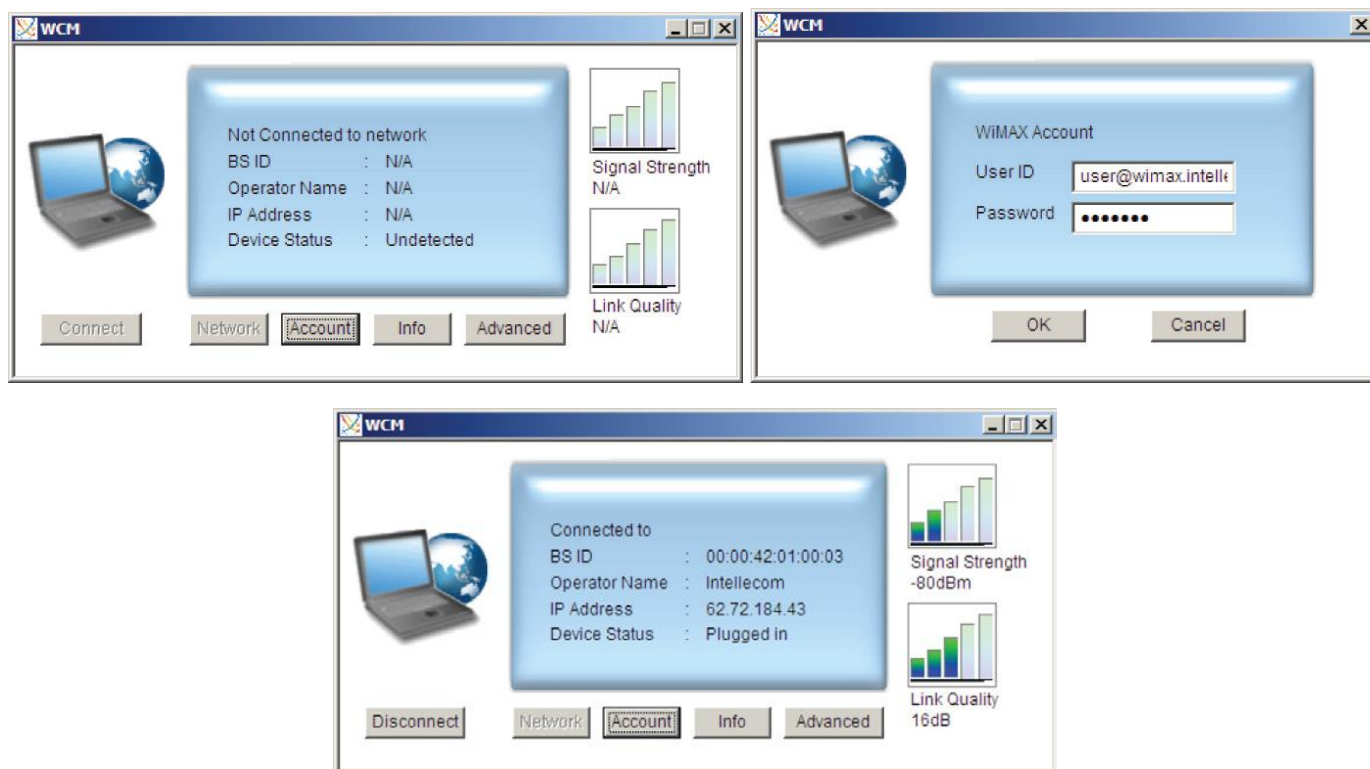 WCM
Not Connected to network
BS ID : N/A
Operator Name : N/A
IP Address : N/A
Device Status : Undetected
Signal Strength
N/A
Link Quality
N/A
Connect
Network
Account
Info
Advanced
WCM
WiMAX Account
User ID user@wimax.intelle
Password •••••••
OK
Cancel
WCM
Connected to
BS ID : 00:00:42:01:00:03
Operator Name : Intellecom
IP Address : 62.72.184.43
Device Status : Plugged in
Signal Strength
-80dBm
Link Quality
16dB
Disconnect
Network
Account
Info
Advanced